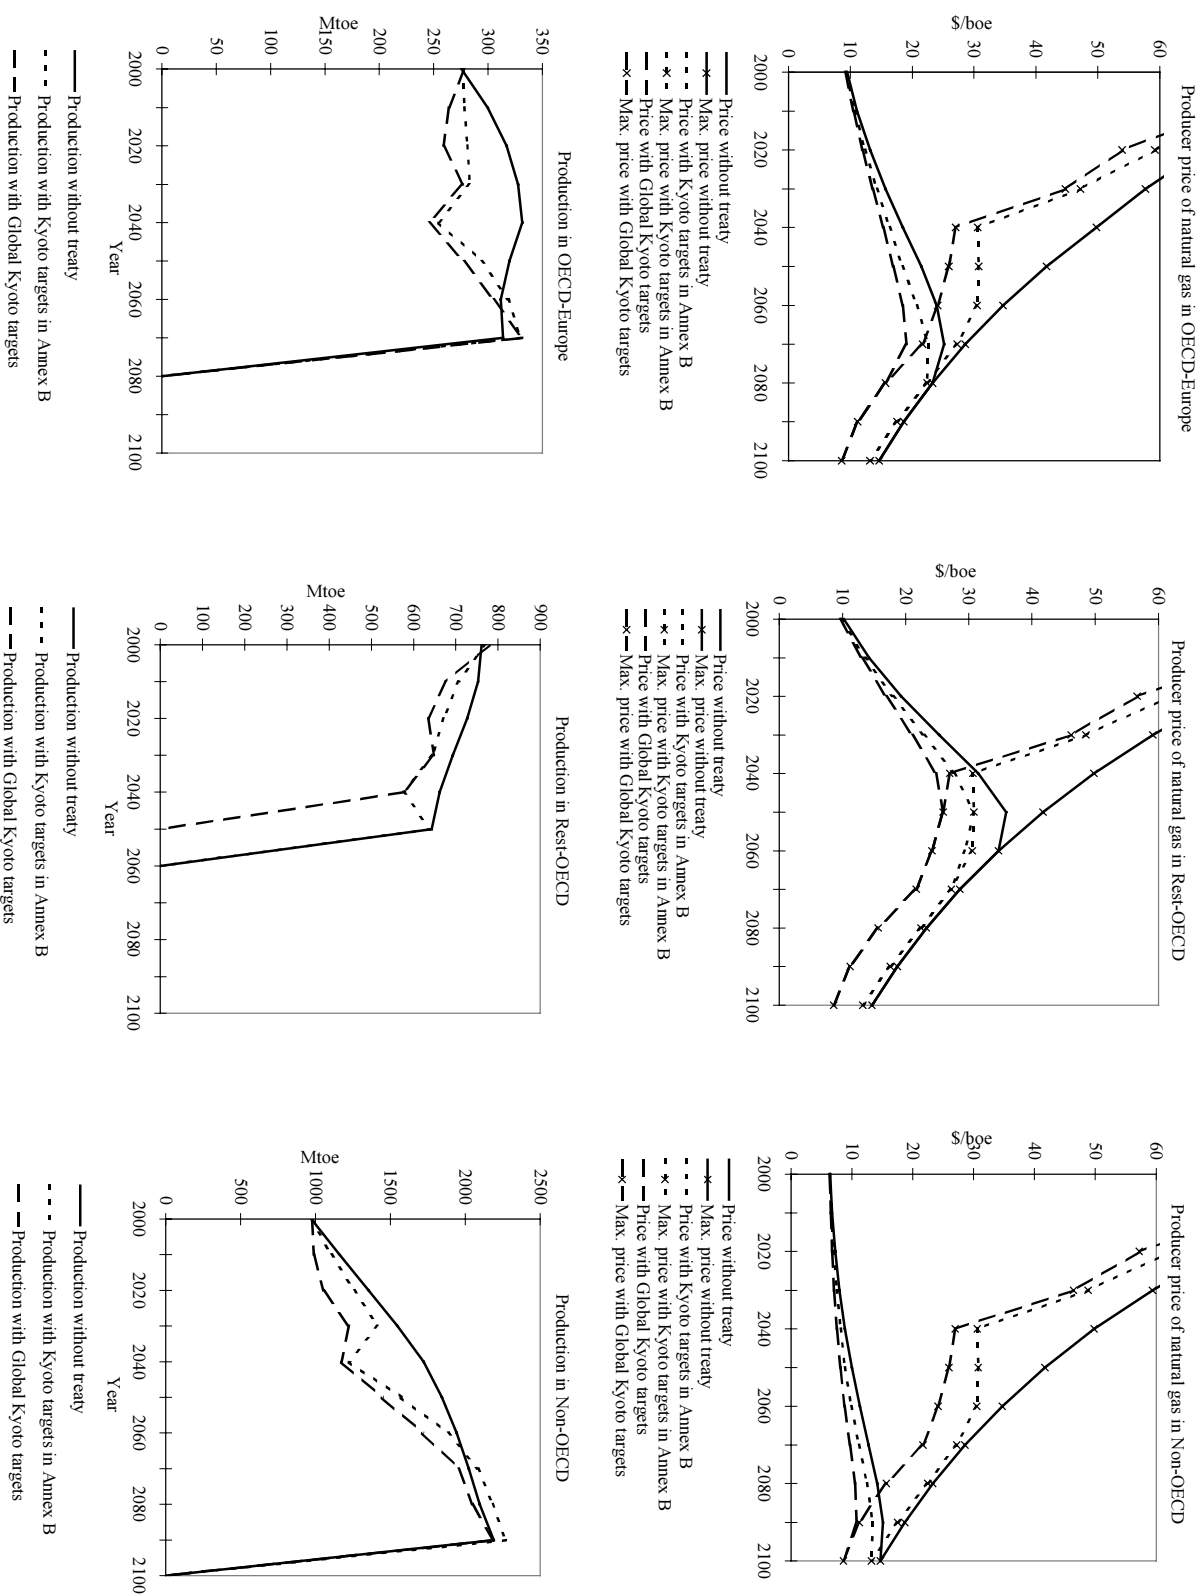 Producer price of natural gas in OECD-Europe
$/boe
60
50
40
30
20
10
0
2000
2020
2040
2060
2080
2100
Price without treaty
Max. price without treaty
Price with Kyoto targets in Annex B
Max. price with Kyoto targets in Annex B
Price with Global Kyoto targets
Max. price with Global Kyoto targets
Producer price of natural gas in Rest-OECD
$/boe
60
50
40
30
20
10
0
2000
2020
2040
2060
2080
2100
Price without treaty
Max. price without treaty
Price with Kyoto targets in Annex B
Max. price with Kyoto targets in Annex B
Price with Global Kyoto targets
Max. price with Global Kyoto targets
Producer price of natural gas in Non-OECD
$/boe
60
50
40
30
20
10
0
2000
2020
2040
2060
2080
2100
Price without treaty
Max. price without treaty
Price with Kyoto targets in Annex B
Max. price with Kyoto targets in Annex B
Price with Global Kyoto targets
Max. price with Global Kyoto targets
Production in OECD-Europe
Mtoe
350
300
250
200
150
100
50
0
2000
2020
2040
2060
2080
2100
Year
Production without treaty
Production with Kyoto targets in Annex B
Production with Global Kyoto targets
Production in Rest-OECD
Mtoe
900
800
700
600
500
400
300
200
100
0
2000
2020
2040
2060
2080
2100
Year
Production without treaty
Production with Kyoto targets in Annex B
Production with Global Kyoto targets
Production in Non-OECD
Mtoe
2500
2000
1500
1000
500
0
2000
2020
2040
2060
2080
2100
Year
Production without treaty
Production with Kyoto targets in Annex B
Production with Global Kyoto targets